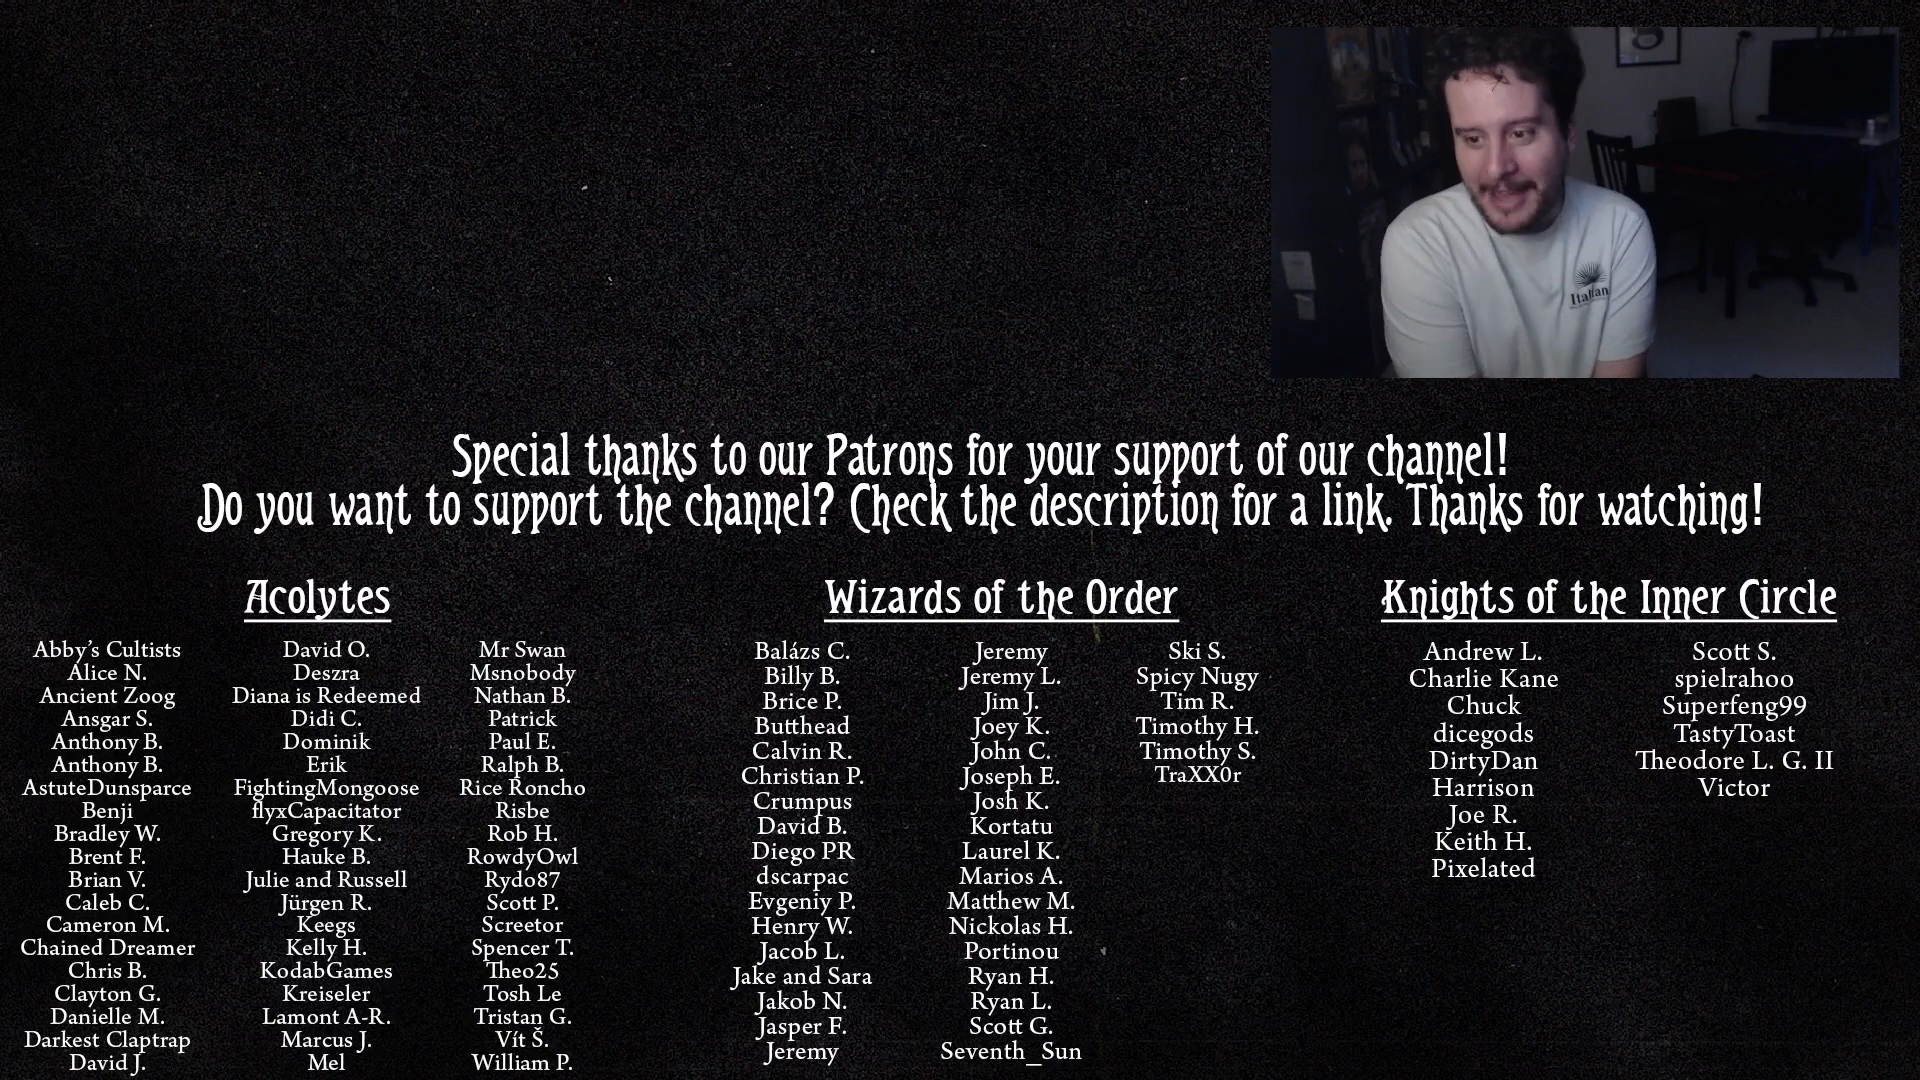 Italian
Special thanks to our Patrons for your support of our channel!
Do you want to support the channel? Check the description for a link. Thanks for watching!
Acolytes
Abby's Cultists
Alice N.
Ancient Zoog
Ansgar S.
Anthony B.
Anthony B.
AstuteDunsparce
Benji
Bradley W.
Brent F.
Brian V.
Caleb C.
Cameron M.
Chained Dreamer
Chris B.
Clayton G.
Danielle M.
Darkest Claptrap
David J.
David O.
Deszra
Diana is Redeemed
Didi C.
Dominik
Erik
FightingMongoose
flyxCapacitator
Gregory K.
Hauke B.
Julie and Russell
Jürgen R.
Keegs
Kelly H.
KodabGames
Kreiseler
Lamont A-R.
Marcus J.
Mel
Mr Swan
Msnobody
Nathan B.
Patrick
Paul E.
Ralph B.
Rice Roncho
Risbe
Rob H.
RowdyOwl
Rydo87
Scott P.
Screetor
Spencer T.
Theo25
Tosh Le
Tristan G.
Vít Š.
William P.
Wizards of the Order
Balázs C.
Billy B.
Brice P.
Butthead
Calvin R.
Christian P.
Crumpus
David B.
Diego PR
dscarpac
Evgeniy P.
Henry W.
Jacob L.
Jake and Sara
Jakob N.
Jasper F.
Jeremy
Jeremy
Jeremy L.
Jim J.
Joey K.
John C.
Joseph E.
Josh K.
Kortatu
Laurel K.
Marios A.
Matthew M.
Nickolas H.
Portinou
Ryan H.
Ryan L.
Scott G.
Seventh_Sun
Ski S.
Spicy Nugy
Tim R.
Timothy H.
Timothy S.
TraXX0r
Knights of the Inner Circle
Andrew L.
Charlie Kane
Chuck
dicegods
DirtyDan
Harrison
Joe R.
Keith H.
Pixelated
Scott S.
spielrahoo
Superfeng99
TastyToast
Theodore L. G. II
Victor